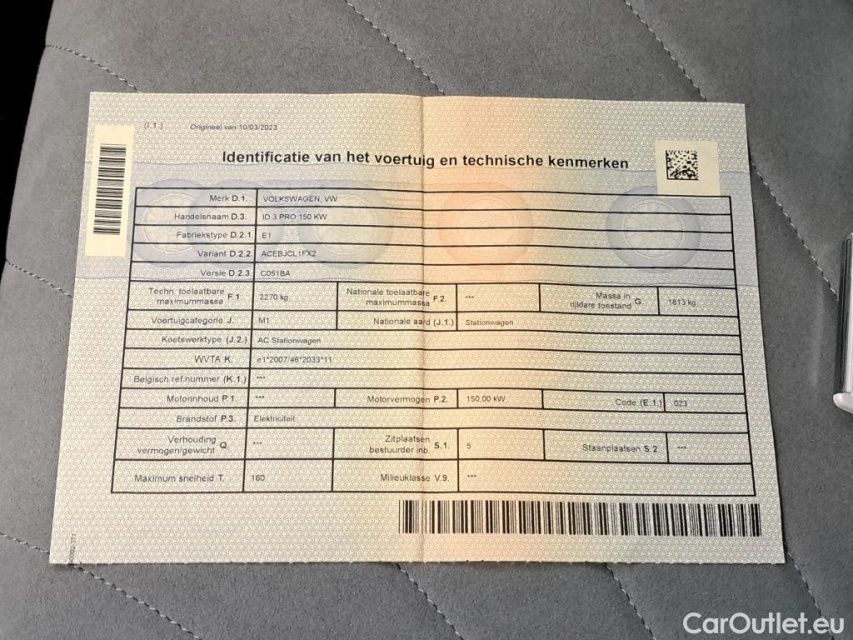 (I.1.) Origineel van 10/03/2023
Identificatie van het voertuig en technische kenmerken
Merk D.1. VOLKSWAGEN, VW
Handelsnaam D.3. ID.3 PRO 150 KW
Fabriekstype D.2.1. E1
Variant D.2.2. ACEBJCL1FX2
Versie D.2.3. C051BA
Techn. toelaatbare maximummassa F.1. 2270 kg Nationale toelaatbare maximummassa F.2. --- Massa in rijklare toestand G. 1813 kg
Voertuigcategorie J. M1 Nationale aard (J.1.) Stationwagen
Koetswerktype (J.2.) AC Stationwagen
WVTA K. e1*2007/46*2033*11
Belgisch ref.nummer (K.1.) ---
Motorinhoud P.1. --- Motorvermogen P.2. 150,00 kW Code (E.1.) 023
Brandstof P.3. Elektriciteit
Verhouding vermogen/gewicht Q. --- Zitplaatsen bestuurder inb. S.1. 5 Staanplaatsen S.2 ---
Maximum snelheid T. 160 Milieuklasse V.9. ---
CarOutlet.eu